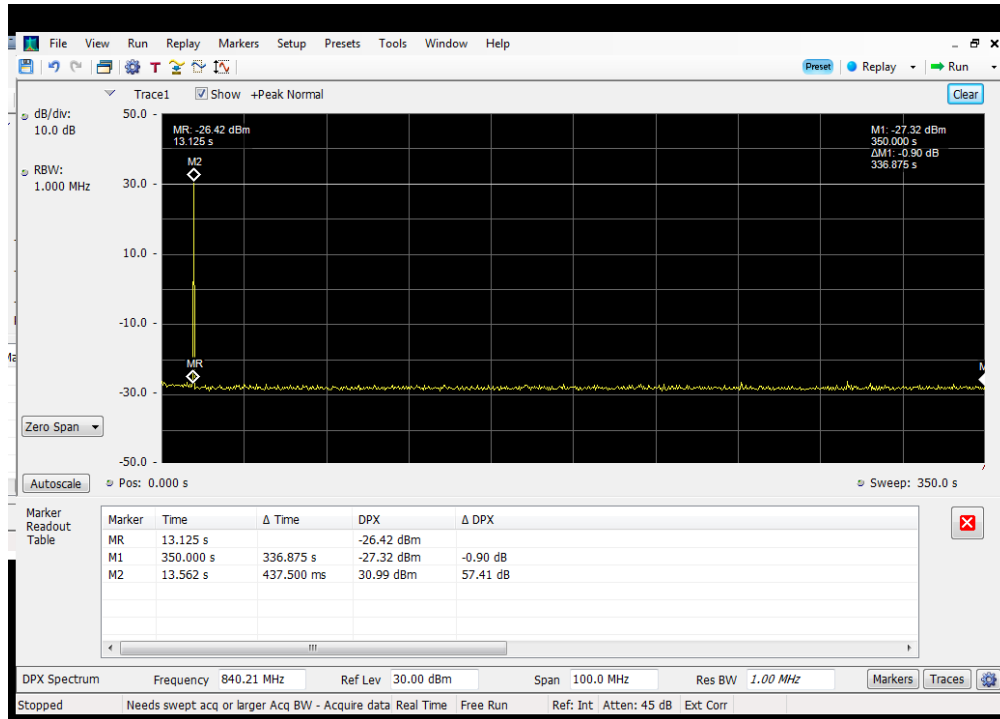 File View Run Replay Markers Setup Presets Tools Window Help
T Preset Replay Run
Trace1 Show +Peak Normal Clear
dB/div:
10.0 dB
RBW:
1.000 MHz
50.0
30.0
10.0
-10.0
-30.0
-50.0
MR: -26.42 dBm
13.125 s
M2
MR
M1: -27.32 dBm
350.000 s
ΔM1: -0.90 dB
336.875 s
Zero Span
Autoscale Pos: 0.000 s Sweep: 350.0 s
Marker
Readout
Table
Marker Time Δ Time DPX Δ DPX
MR 13.125 s -26.42 dBm
M1 350.000 s 336.875 s -27.32 dBm -0.90 dB
M2 13.562 s 437.500 ms 30.99 dBm 57.41 dB
DPX Spectrum Frequency 840.21 MHz Ref Lev 30.00 dBm Span 100.0 MHz Res BW 1.00 MHz Markers Traces
Stopped Needs swept acq or larger Acq BW - Acquire data Real Time Free Run Ref: Int Atten: 45 dB Ext Corr